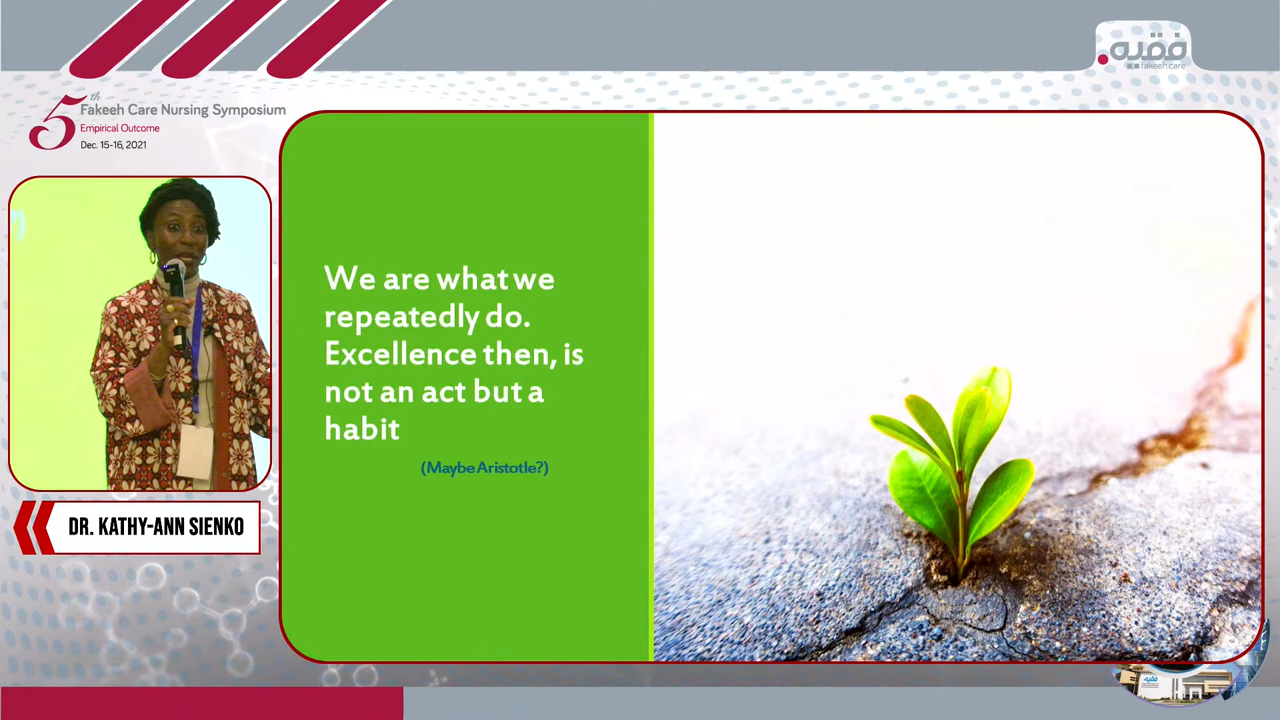 فقيه
fakeeh.care
5th
Fakeeh Care Nursing Symposium
Empirical Outcome
Dec. 15-16, 2021
We are what we
repeatedly do.
Excellence then, is
not an act but a
habit
(Maybe Aristotle?)
DR. KATHY-ANN SIENKO
فقيه